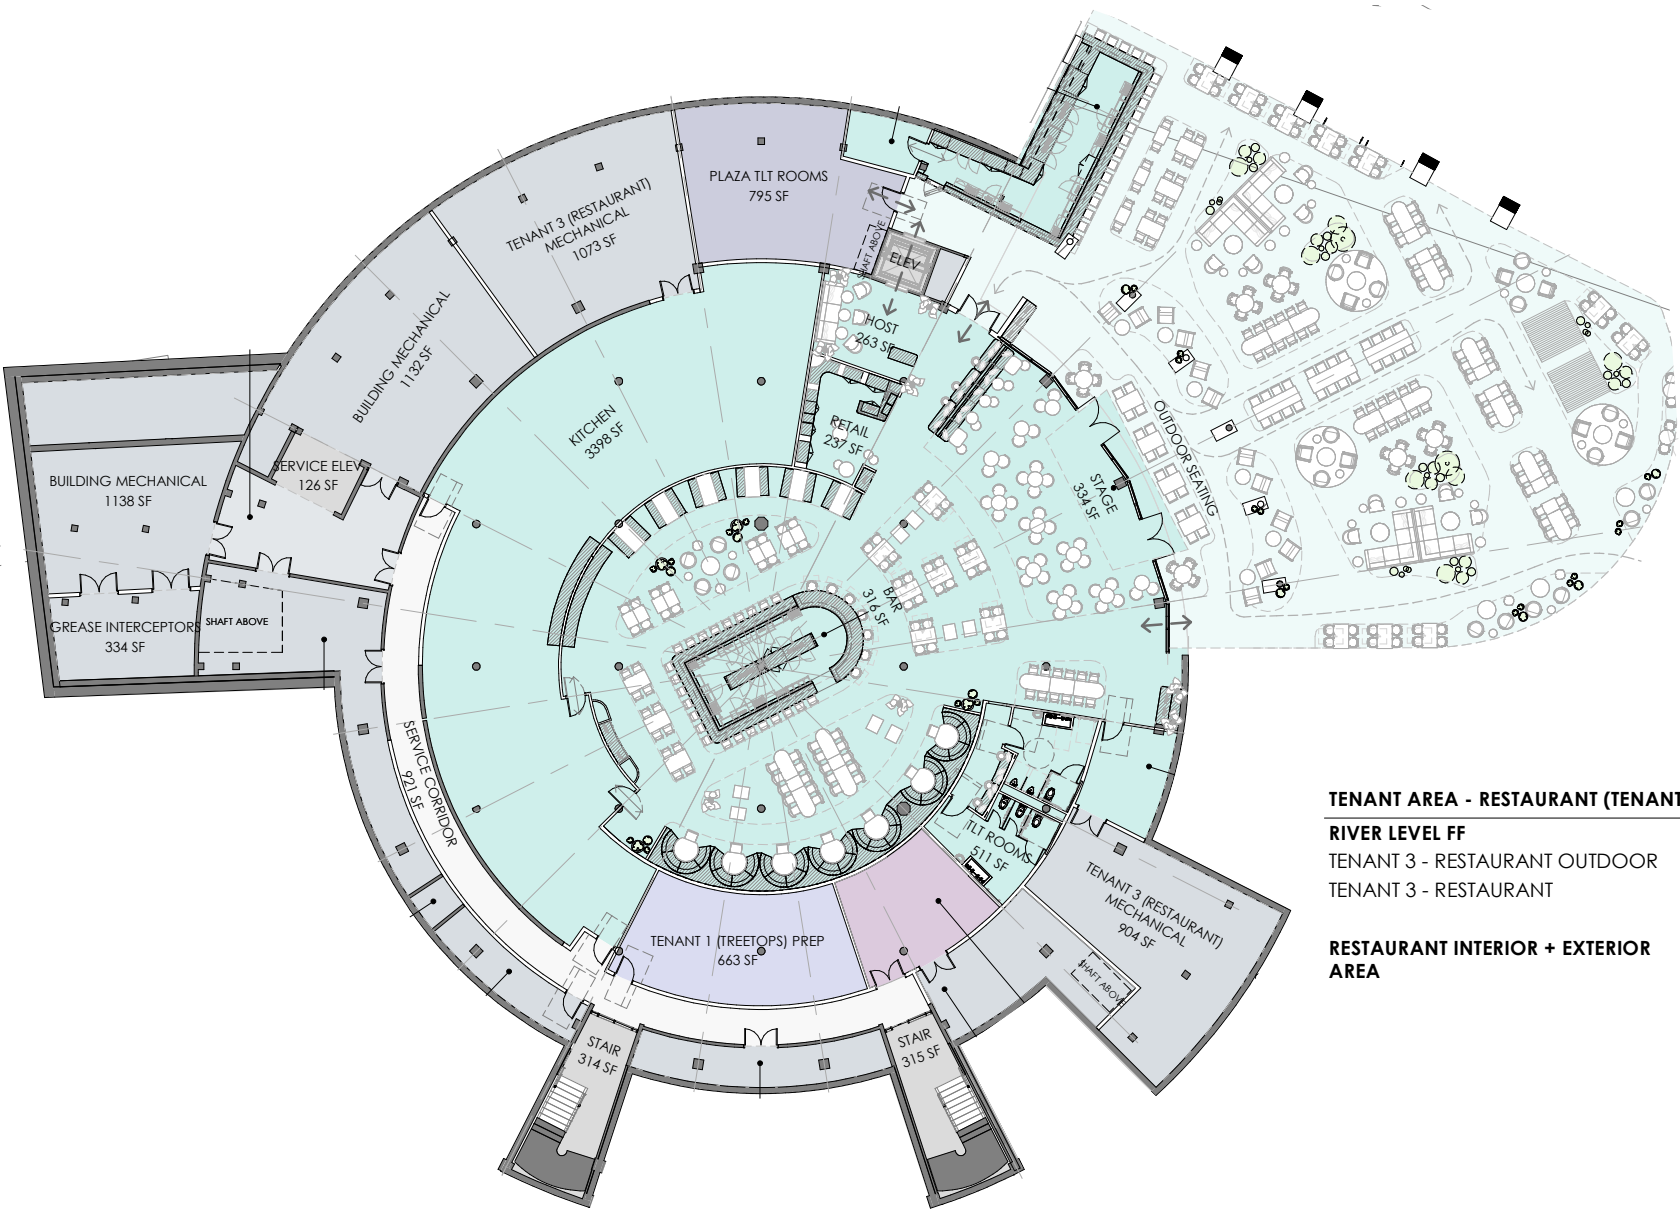 PLAZA TLT ROOMS
795 SF
TENANT 3 (RESTAURANT)
MECHANICAL
1073 SF
SHAFT ABOVE
ELEV
HOST
263 SF
BUILDING MECHANICAL
1132 SF
KITCHEN
3398 SF
RETAIL
237 SF
OUTDOOR SEATING
STAGE
334 SF
SERVICE ELEV
126 SF
BUILDING MECHANICAL
1138 SF
BAR
316 SF
GREASE INTERCEPTORS
334 SF
SHAFT ABOVE
SERVICE CORRIDOR
921 SF
TLT ROOMS
511 SF
TENANT 3 (RESTAURANT)
MECHANICAL
904 SF
SHAFT ABOVE
TENANT 1 (TREETOPS) PREP
663 SF
STAIR
314 SF
STAIR
315 SF
TENANT AREA - RESTAURANT (TENANT
RIVER LEVEL FF
TENANT 3 - RESTAURANT OUTDOOR
TENANT 3 - RESTAURANT
RESTAURANT INTERIOR + EXTERIOR
AREA